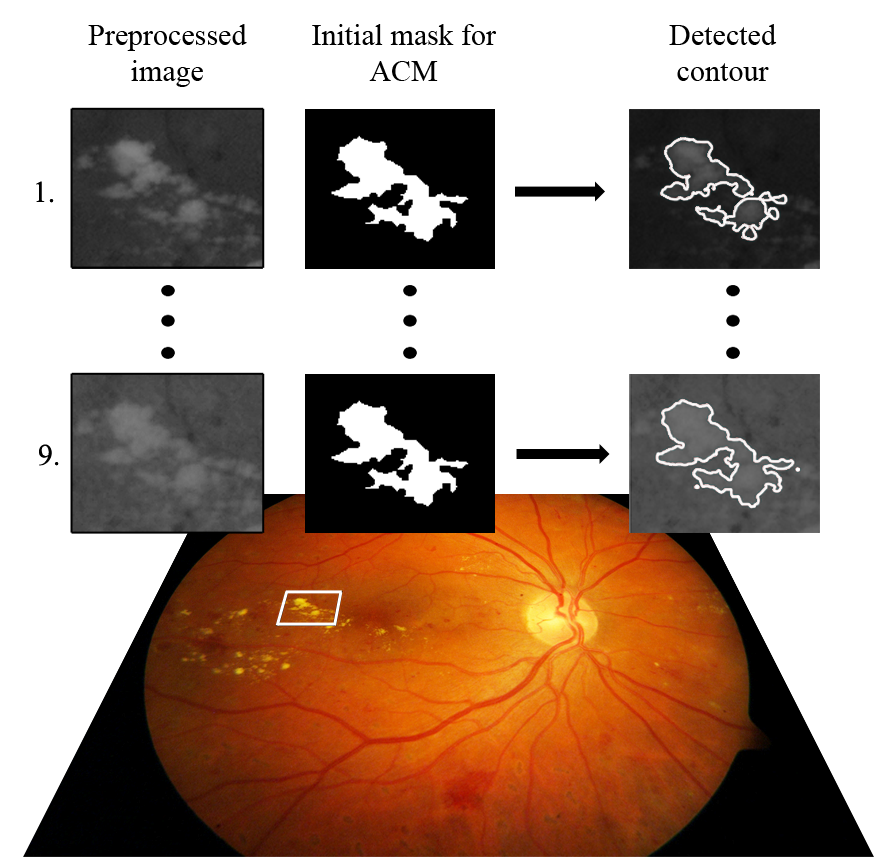 Preprocessed
image
Initial mask for
ACM
Detected
contour
1.
9.